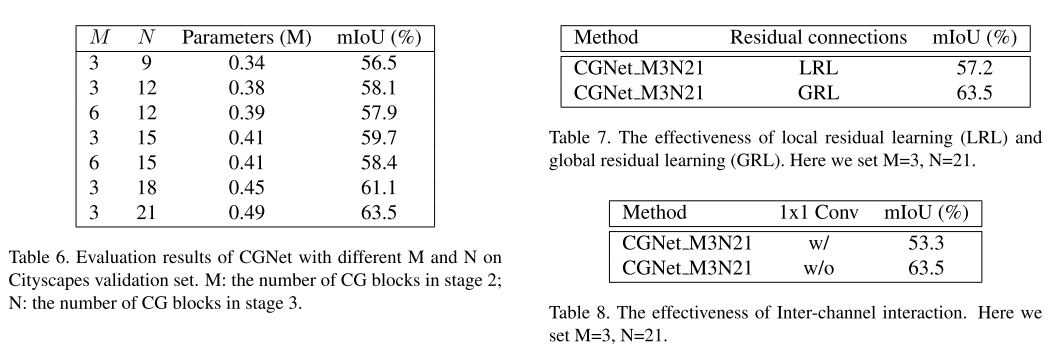 M N Parameters (M) mIoU (%)
3 9 0.34 56.5
3 12 0.38 58.1
6 12 0.39 57.9
3 15 0.41 59.7
6 15 0.41 58.4
3 18 0.45 61.1
3 21 0.49 63.5
Table 6. Evaluation results of CGNet with different M and N on
Cityscapes validation set. M: the number of CG blocks in stage 2;
N: the number of CG blocks in stage 3.
Method Residual connections mIoU (%)
CGNet_M3N21 LRL 57.2
CGNet_M3N21 GRL 63.5
Table 7. The effectiveness of local residual learning (LRL) and
global residual learning (GRL). Here we set M=3, N=21.
Method 1x1 Conv mIoU (%)
CGNet_M3N21 w/ 53.3
CGNet_M3N21 w/o 63.5
Table 8. The effectiveness of Inter-channel interaction. Here we
set M=3, N=21.